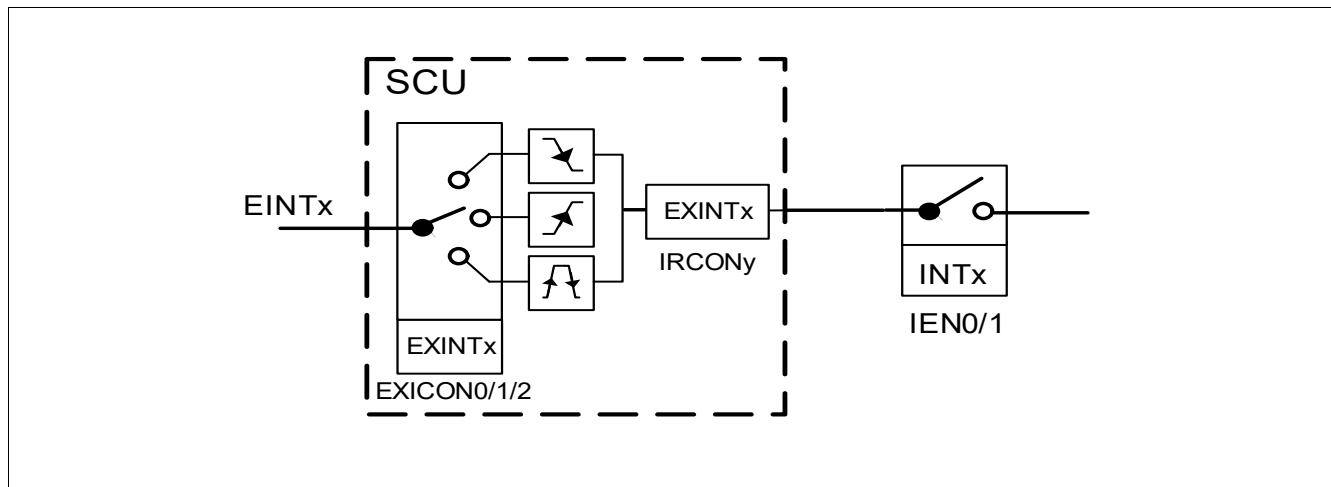 SCU
EINTx
EXINTx
IRCONy
EXINTx
EXICON0/1/2
INTx
IEN0/1